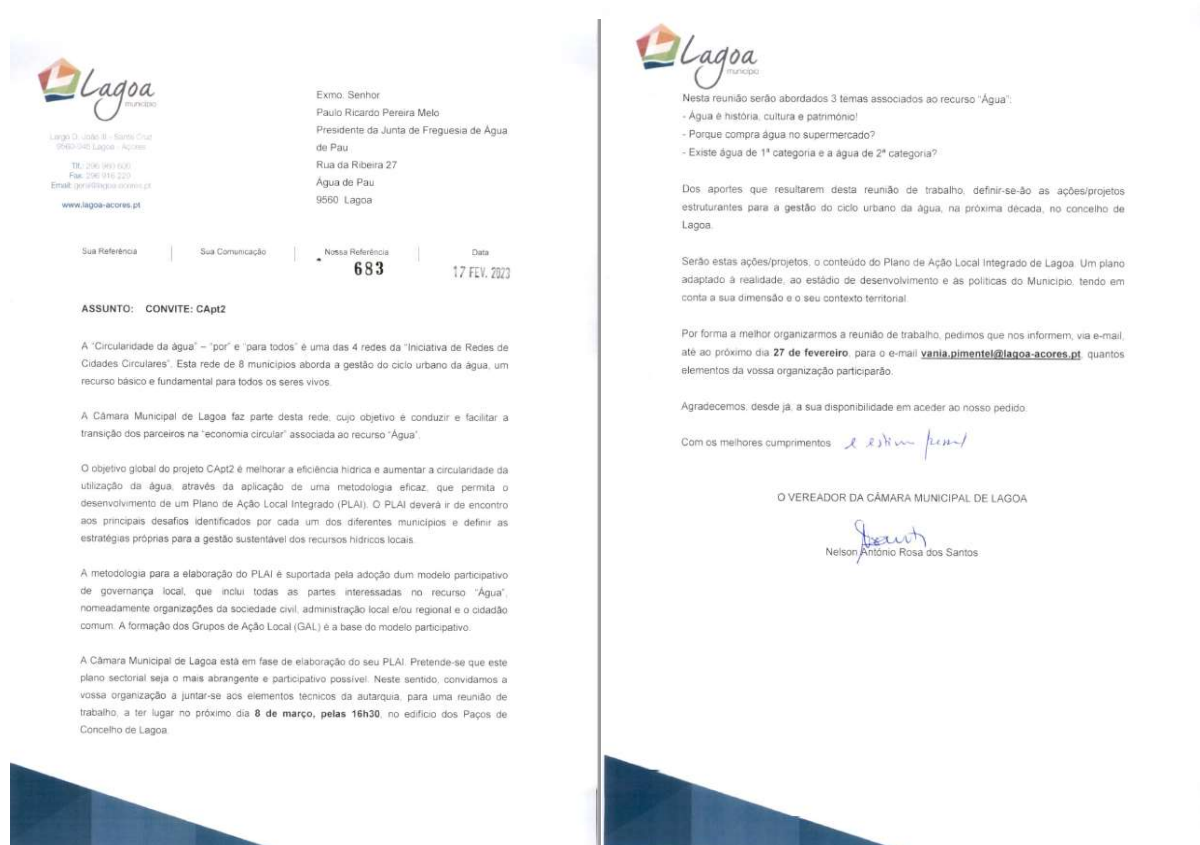 Lagoa
município
Largo D. João III - Santa Cruz
9560-045 Lagoa - Açores
Tlf.: 296 960 600
Fax: 296 916 229
Email: geral@lagoa-acores.pt
www.lagoa-acores.pt
Exmo. Senhor
Paulo Ricardo Pereira Melo
Presidente da Junta de Freguesia de Água
de Pau
Rua da Ribeira 27
Água de Pau
9560 Lagoa
Sua Referência
Sua Comunicação
Nossa Referência
683
Data
17 FEV. 2023
ASSUNTO: CONVITE: CApt2
A “Circularidade da água” – “por” e “para todos” é uma das 4 redes da “Iniciativa de Redes de
Cidades Circulares”. Esta rede de 8 municípios aborda a gestão do ciclo urbano da água, um
recurso básico e fundamental para todos os seres vivos.
A Câmara Municipal de Lagoa faz parte desta rede, cujo objetivo é conduzir e facilitar a
transição dos parceiros na “economia circular” associada ao recurso “Água”.
O objetivo global do projeto CApt2 é melhorar a eficiência hídrica e aumentar a circularidade da
utilização da água, através da aplicação de uma metodologia eficaz, que permita o
desenvolvimento de um Plano de Ação Local Integrado (PLAI). O PLAI deverá ir de encontro
aos principais desafios identificados por cada um dos diferentes municípios e definir as
estratégias próprias para a gestão sustentável dos recursos hídricos locais.
A metodologia para a elaboração do PLAI é suportada pela adoção dum modelo participativo
de governança local, que inclui todas as partes interessadas no recurso “Água”,
nomeadamente organizações da sociedade civil, administração local e/ou regional e o cidadão
comum. A formação dos Grupos de Ação Local (GAL) é a base do modelo participativo.
A Câmara Municipal de Lagoa está em fase de elaboração do seu PLAI. Pretende-se que este
plano sectorial seja o mais abrangente e participativo possível. Neste sentido, convidamos a
vossa organização a juntar-se aos elementos técnicos da autarquia, para uma reunião de
trabalho, a ter lugar no próximo dia 8 de março, pelas 16h30, no edifício dos Paços de
Concelho de Lagoa.
Lagoa
município
Nesta reunião serão abordados 3 temas associados ao recurso “Água”:
- Água é história, cultura e património!
- Porque compra água no supermercado?
- Existe água de 1ª categoria e a água de 2ª categoria?
Dos aportes que resultarem desta reunião de trabalho, definir-se-ão as ações/projetos
estruturantes para a gestão do ciclo urbano da água, na próxima década, no concelho de
Lagoa.
Serão estas ações/projetos, o conteúdo do Plano de Ação Local Integrado de Lagoa. Um plano
adaptado à realidade, ao estádio de desenvolvimento e as políticas do Município, tendo em
conta a sua dimensão e o seu contexto territorial.
Por forma a melhor organizarmos a reunião de trabalho, pedimos que nos informem, via e-mail,
até ao próximo dia 27 de fevereiro, para o e-mail vania.pimentel@lagoa-acores.pt, quantos
elementos da vossa organização participarão.
Agradecemos, desde já, a sua disponibilidade em aceder ao nosso pedido.
Com os melhores cumprimentos e estima pessoal
O VEREADOR DA CÂMARA MUNICIPAL DE LAGOA
Nelson António Rosa dos Santos